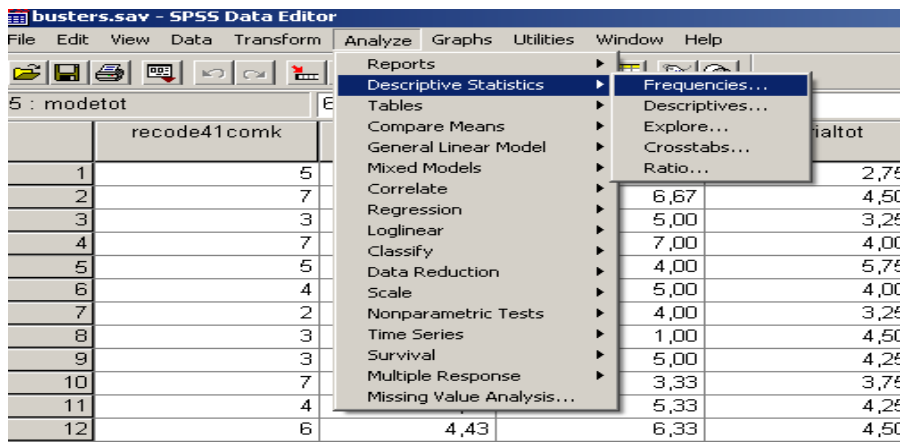 busters.sav - SPSS Data Editor
File Edit View Data Transform Analyze Graphs Utilities Window Help
Reports
Descriptive Statistics
Frequencies...
5 : modetot
Tables
Descriptives...
recode41comk
Compare Means
Explore...
ialtot
General Linear Model
Crosstabs...
1 5 Mixed Models Ratio... 2,75
2 7 Correlate 6,67 4,50
3 3 Regression 5,00 3,25
4 7 Loglinear 7,00 4,00
5 5 Classify 4,00 5,75
Data Reduction
6 4 Scale 5,00 4,00
7 2 Nonparametric Tests 4,00 3,25
8 3 Time Series 1,00 4,50
9 3 Survival 5,00 4,25
10 7 Multiple Response 3,33 3,75
11 4 Missing Value Analysis... 5,33 4,25
12 6 4,43 6,33 4,50